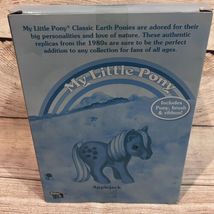 My Little Pony® Classic Earth Ponies are adored for their
big personalities and love of nature. These authentic
replicas from the 1980s are sure to be the perfect
addition to any collection for fans of all ages.
My Little Pony
Includes
Pony, brush
& ribbon!
Applejack